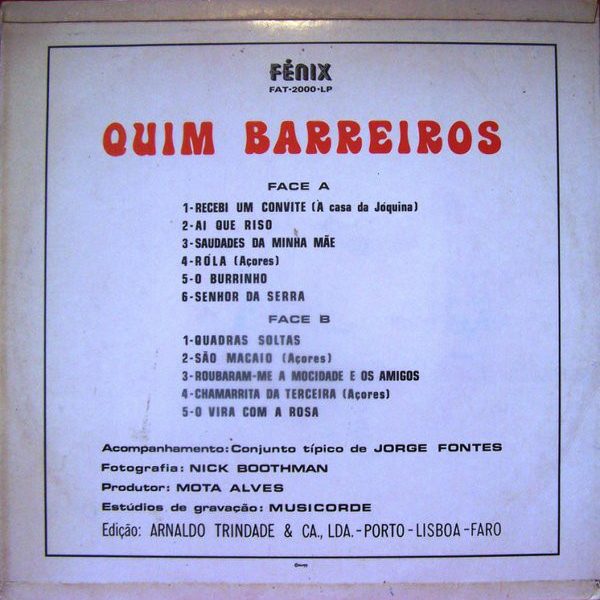 FÉNIX
FAT·2000·LP
QUIM BARREIROS
FACE A
1-RECEBI UM CONVITE (À casa da Jóquina)
2-AI QUE RISO
3-SAUDADES DA MINHA MÃE
4-RÓLA (Açores)
5-O BURRINHO
6-SENHOR DA SERRA
FACE B
1-QUADRAS SOLTAS
2-SÃO MACAIO (Açores)
3-ROUBARAM-ME A MOCIDADE E OS AMIGOS
4-CHAMARRITA DA TERCEIRA (Açores)
5-O VIRA COM A ROSA
Acompanhamento: Conjunto típico de JORGE FONTES
Fotografia: NICK BOOTHMAN
Produtor: MOTA ALVES
Estúdios de gravação: MUSICORDE
Edição: ARNALDO TRINDADE & CA., LDA.-PORTO-LISBOA-FARO